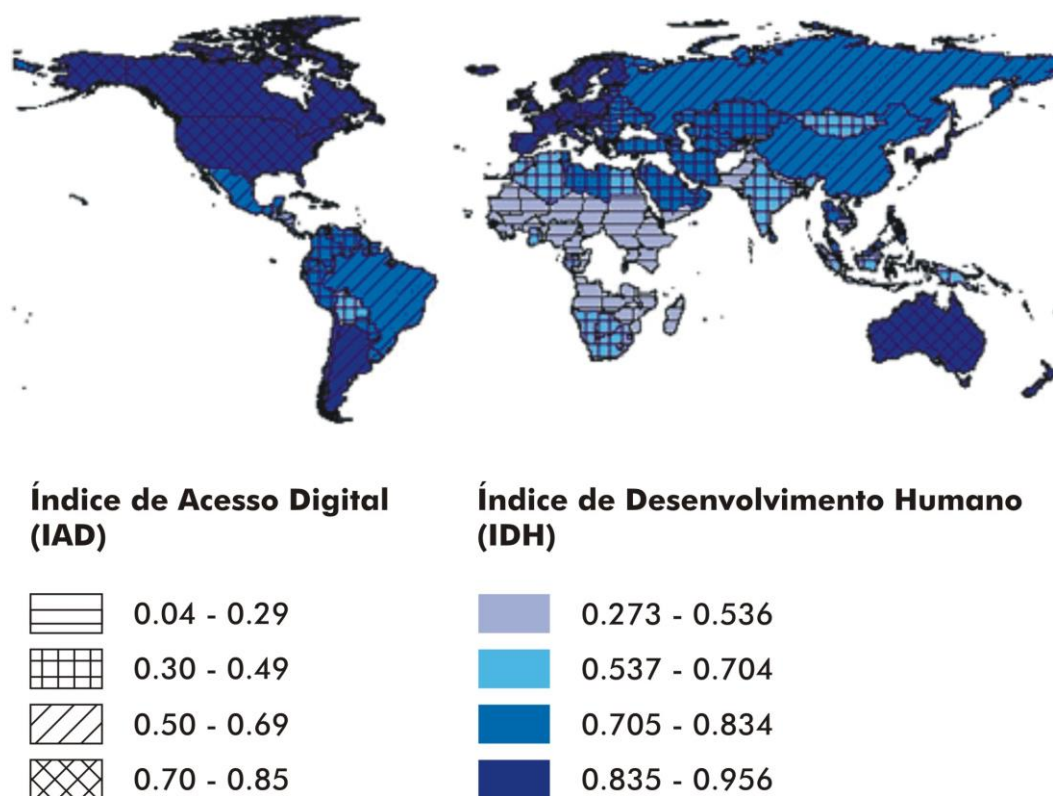 Índice de Acesso Digital
(IAD)
0.04 - 0.29
0.30 - 0.49
0.50 - 0.69
0.70 - 0.85
Índice de Desenvolvimento Humano
(IDH)
0.273 - 0.536
0.537 - 0.704
0.705 - 0.834
0.835 - 0.956